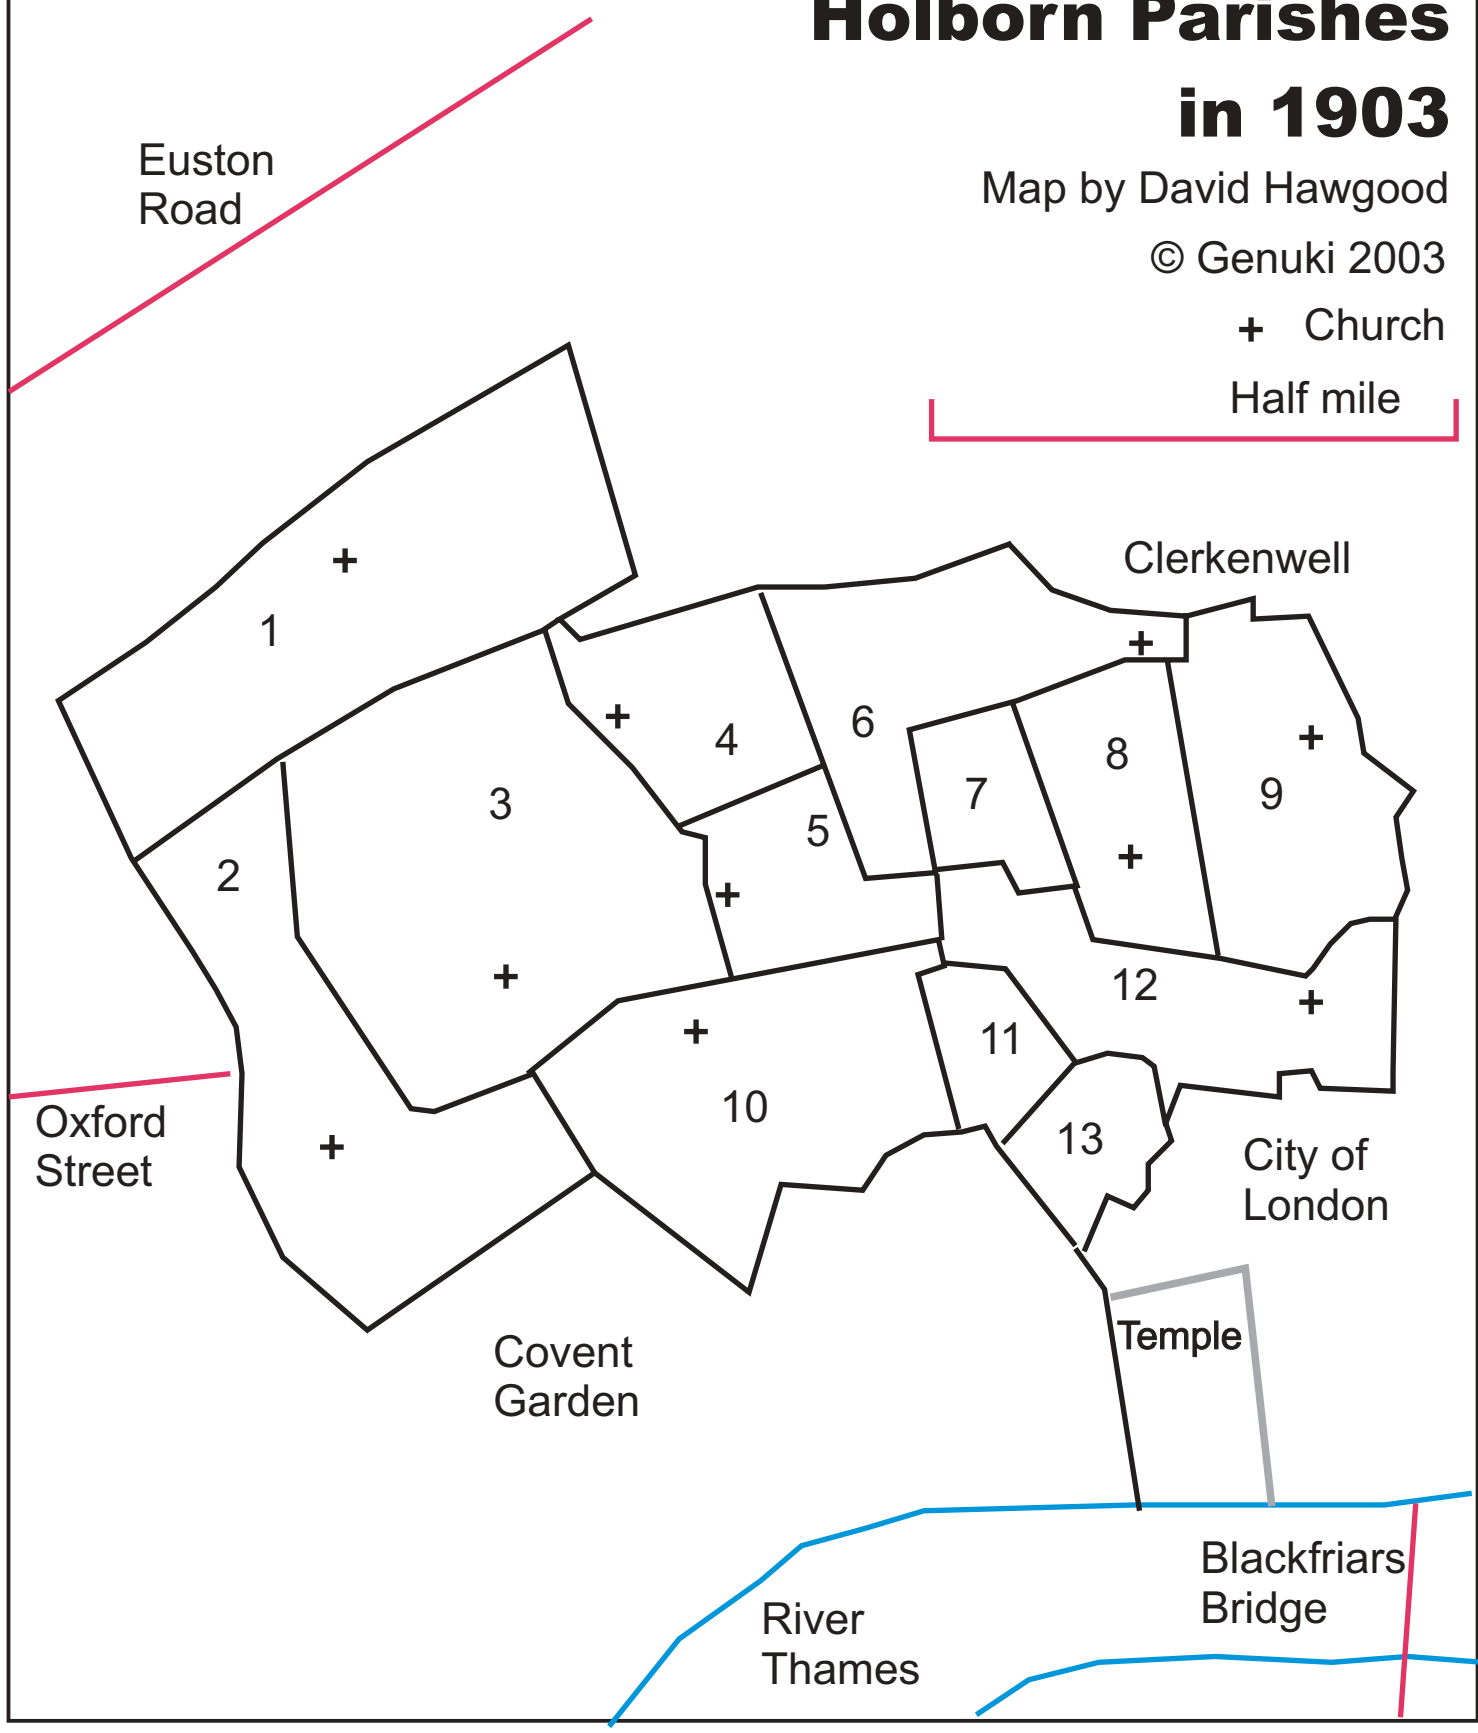 Holborn Parishes
in 1903
Map by David Hawgood
© Genuki 2003
+ Church
Half mile
Euston
Road
Clerkenwell
1
2
3
4
5
6
7
8
9
10
11
12
13
Oxford
Street
City of
London
Covent
Garden
Temple
Blackfriars
Bridge
River
Thames